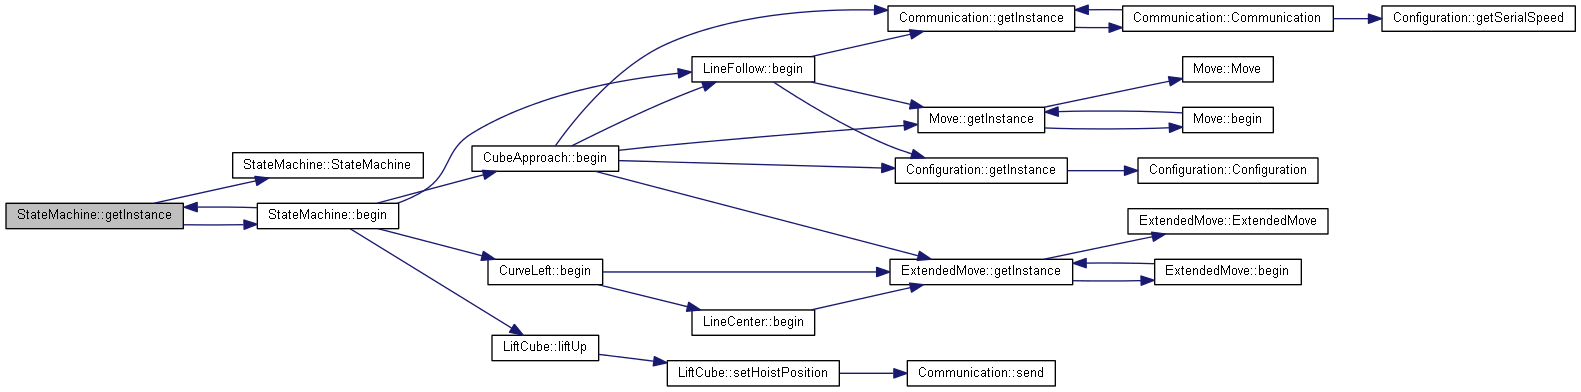 Communication::getInstance
Communication::Communication
Configuration::getSerialSpeed
LineFollow::begin
Move::Move
Move::getInstance
Move::begin
StateMachine::StateMachine
CubeApproach::begin
Configuration::getInstance
Configuration::Configuration
StateMachine::getInstance
StateMachine::begin
ExtendedMove::ExtendedMove
CurveLeft::begin
ExtendedMove::getInstance
ExtendedMove::begin
LineCenter::begin
LiftCube::liftUp
LiftCube::setHoistPosition
Communication::send